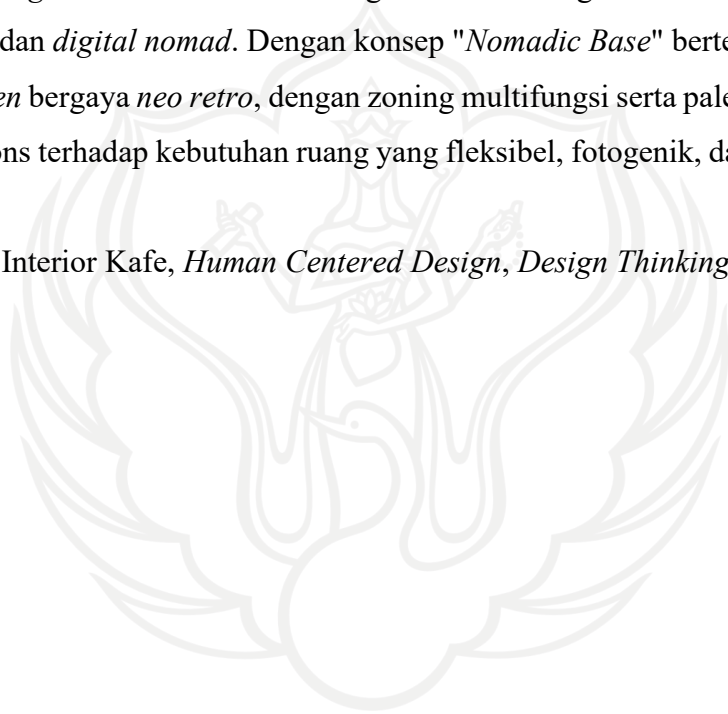 dan digital nomad. Dengan konsep "Nomadic Base" berte
en bergaya neo retro, dengan zoning multifungsi serta pale
ons terhadap kebutuhan ruang yang fleksibel, fotogenik, da
Interior Kafe, Human Centered Design, Design Thinking